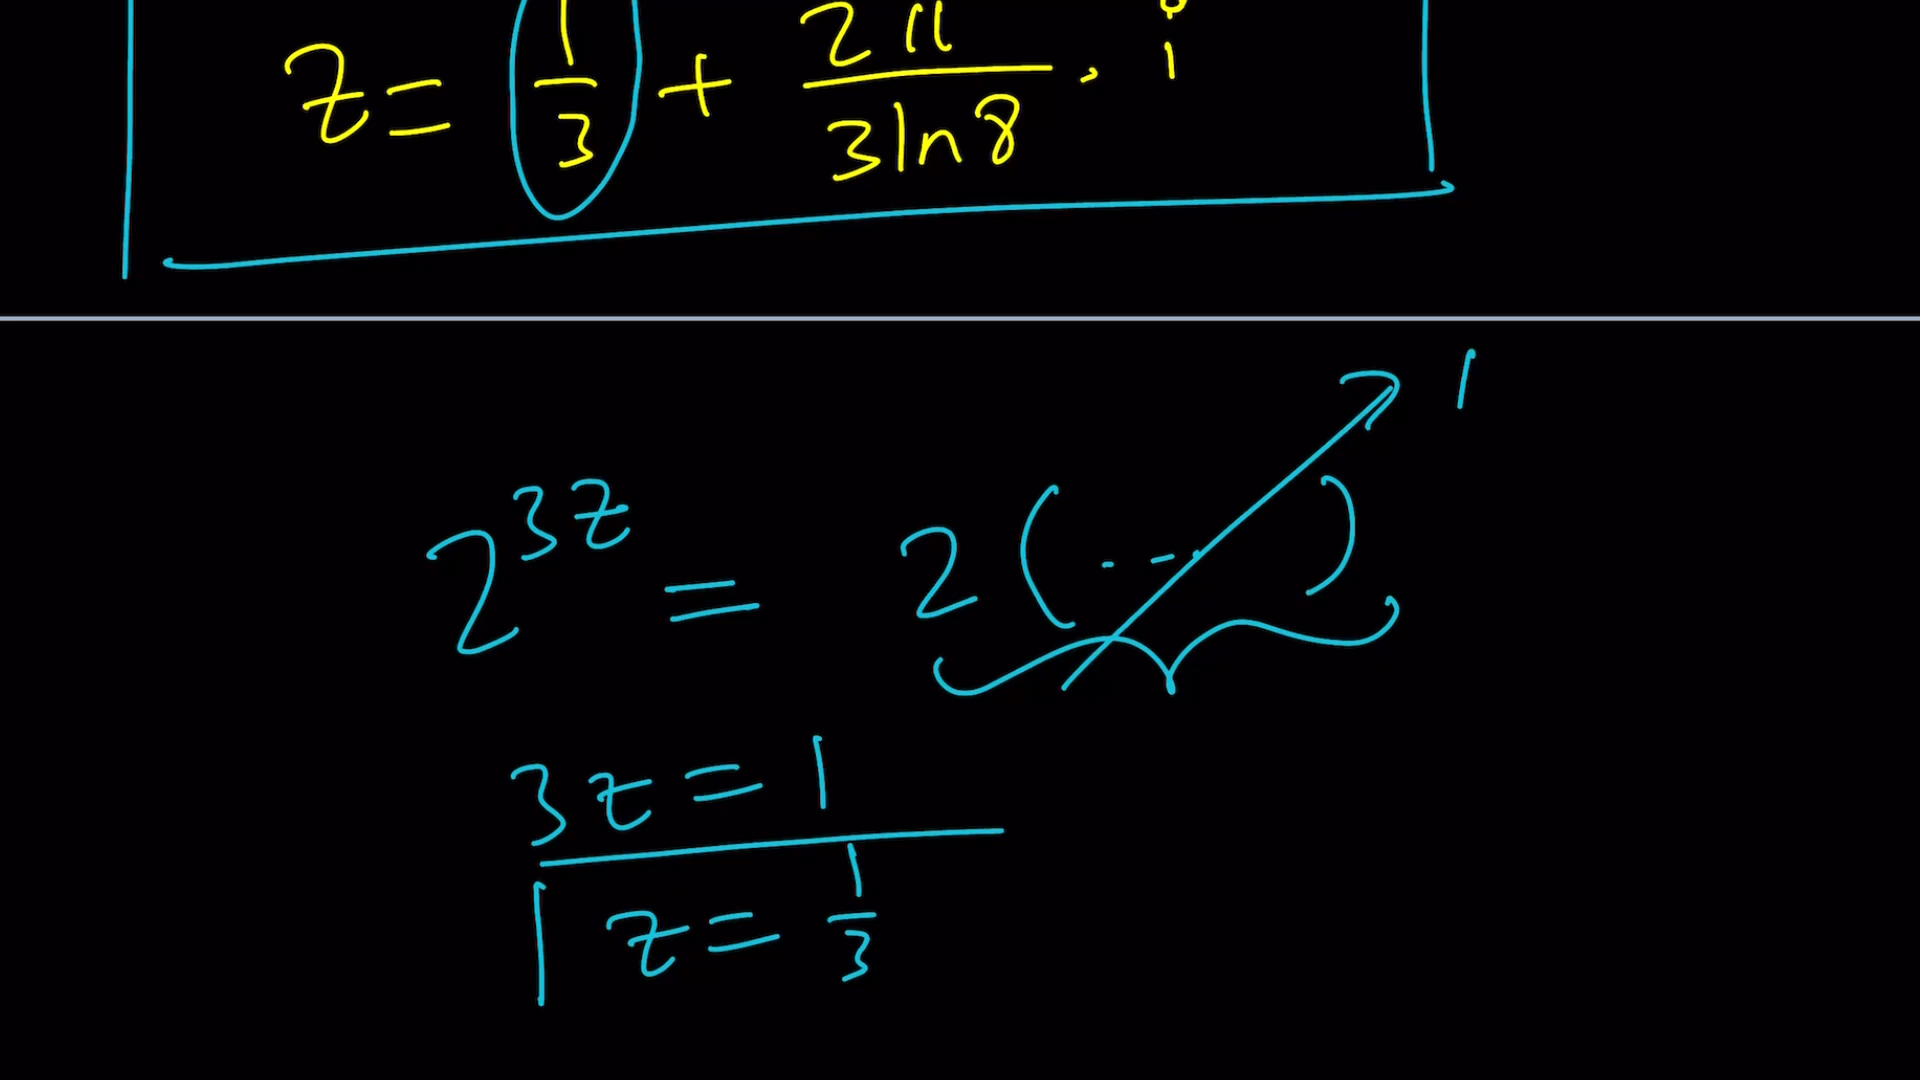 z = 1/3 + 2π/3ln8 · i
1
2^{3z} = 2(...)
3z = 1
z = 1/3